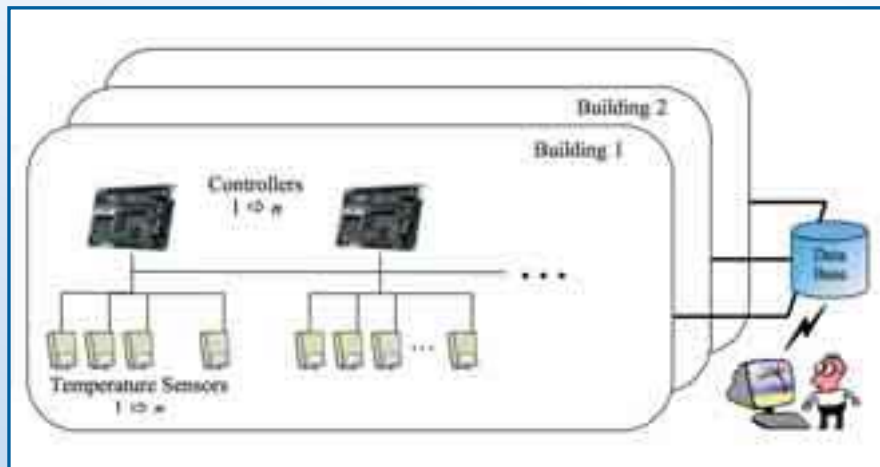 Building 2
Building 1
Controllers
1 ⇨ n
Data
Base
Temperature Sensors
1 ⇨ n